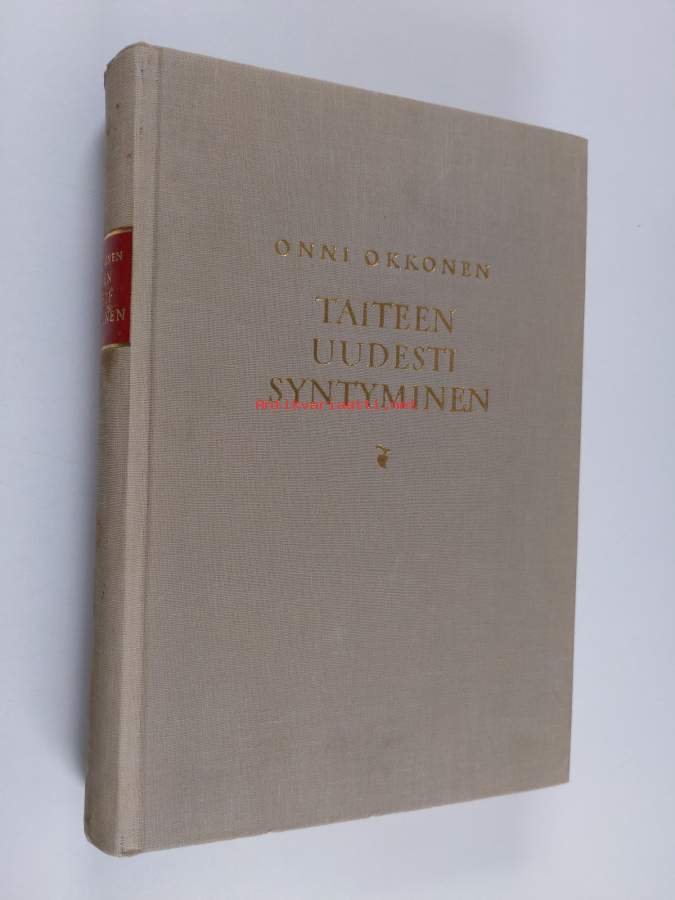 ONNI OKKONEN
TAITEEN
UUDESTI
SYNTYMINEN
Antikvariaatti.net